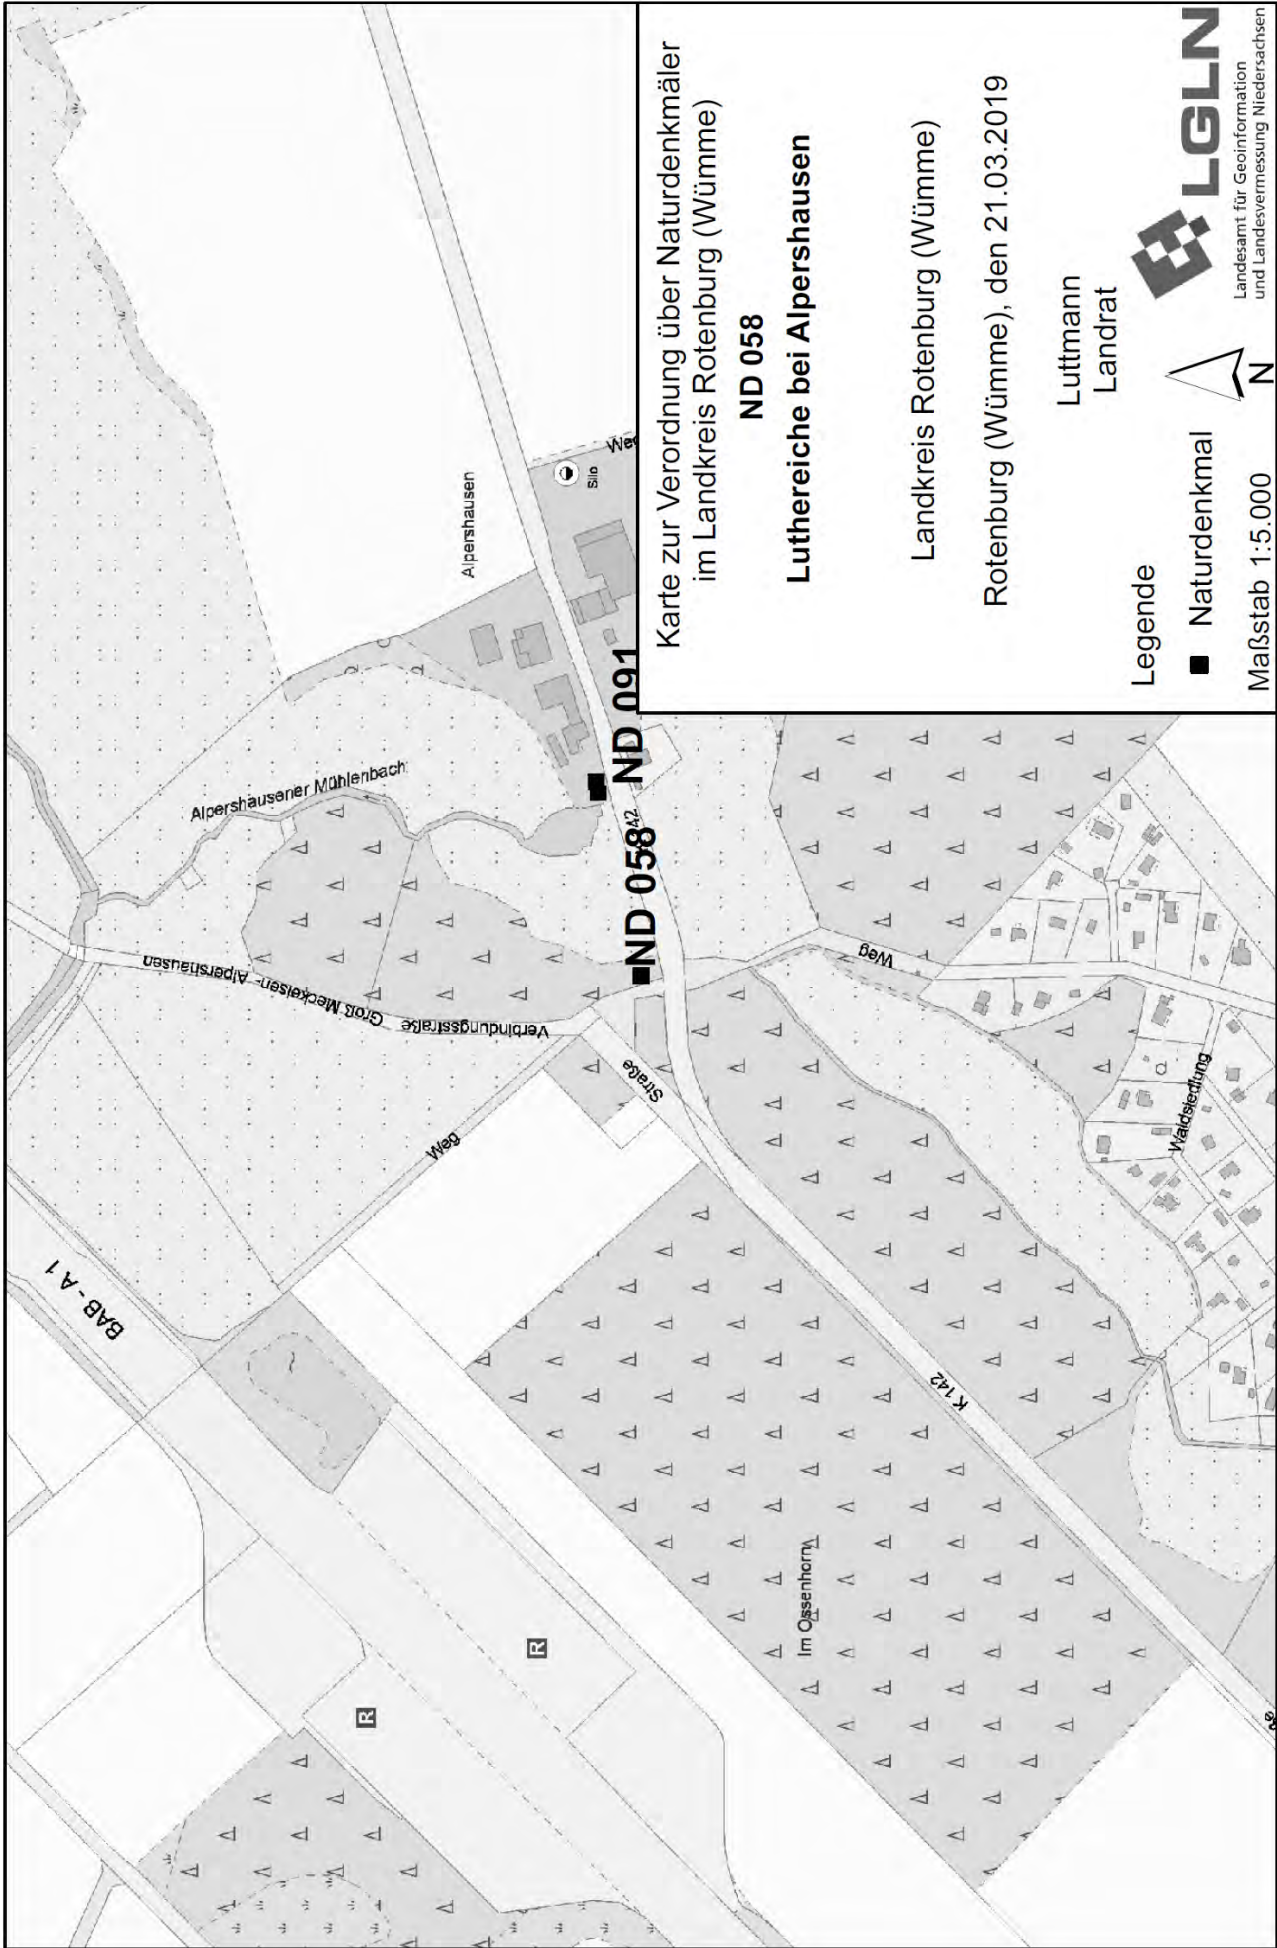 Karte zur Verordnung über Naturdenkmäler
im Landkreis Rotenburg (Wümme)
ND 058
Luthereiche bei Alpershausen
Landkreis Rotenburg (Wümme)
Rotenburg (Wümme), den 21.03.2019
Luttmann
Landrat
Legende
Naturdenkmal
Maßstab 1:5.000
N
LGLN
Landesamt für Geoinformation
und Landesvermessung Niedersachsen
BAB - A 1
Weg
Verbindungsstraße Groß Meckelsen- Alpershausen
Alpershausener Mühlenbach
Alpershausen
Silo
Weg
ND 091
ND 058
42
Straße
Weg
Waldsiedlung
K 142
Im Ossenhorn
R
R